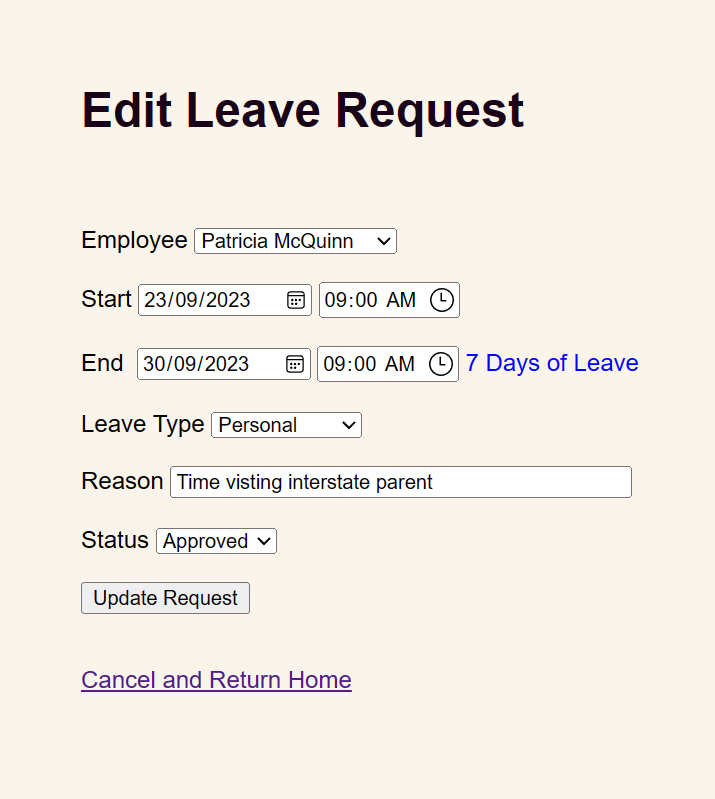 Edit Leave Request
Employee Patricia McQuinn
Start 23/09/2023 09:00 AM
End 30/09/2023 09:00 AM 7 Days of Leave
Leave Type Personal
Reason Time visting interstate parent
Status Approved
Update Request
Cancel and Return Home